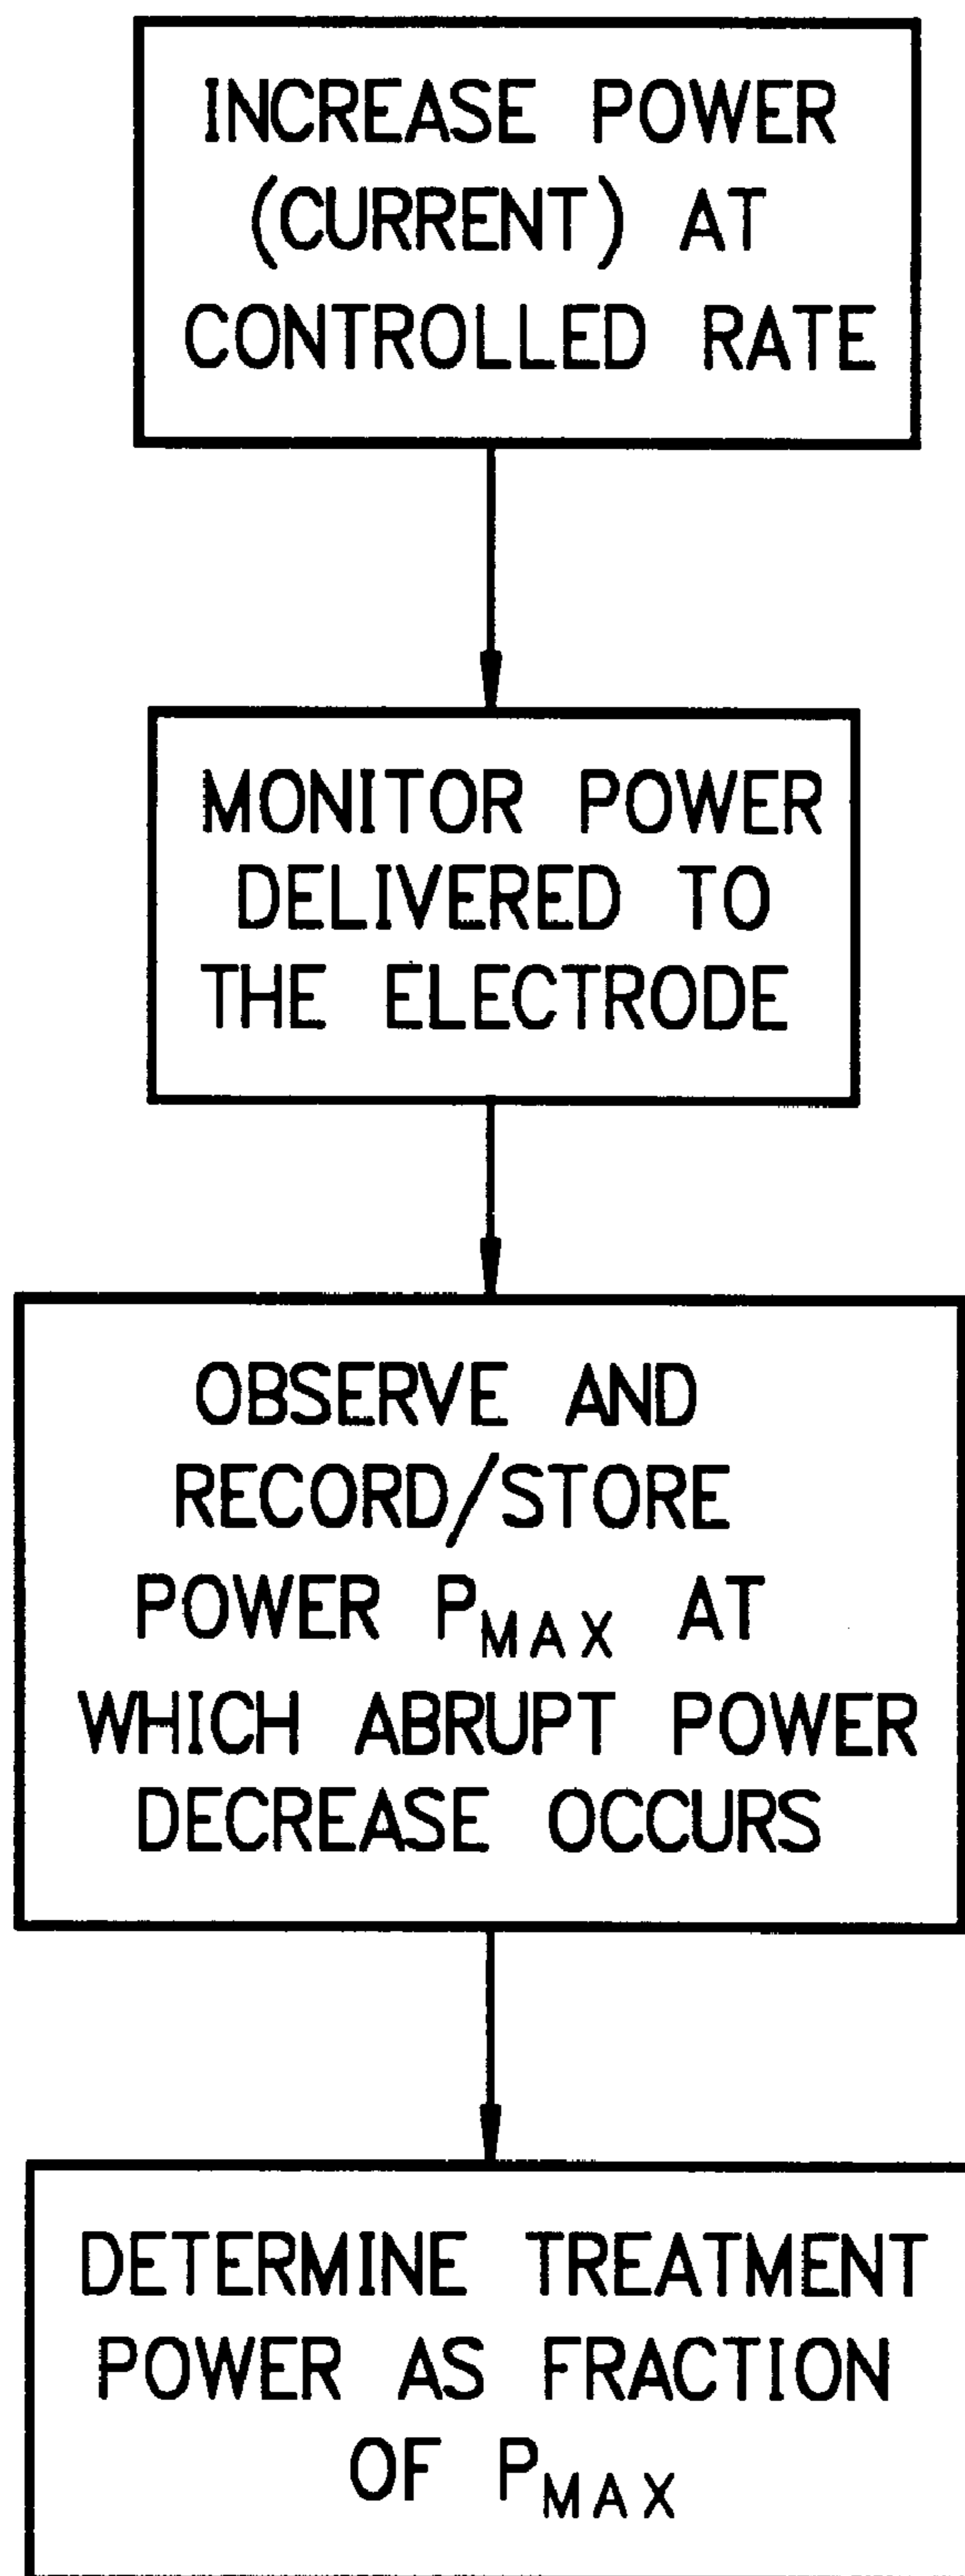 INCREASE POWER
(CURRENT) AT
CONTROLLED RATE
MONITOR POWER
DELIVERED TO
THE ELECTRODE
OBSERVE AND
RECORD/STORE
POWER PMAX AT
WHICH ABRUPT POWER
DECREASE OCCURS
DETERMINE TREATMENT
POWER AS FRACTION
OF PMAX